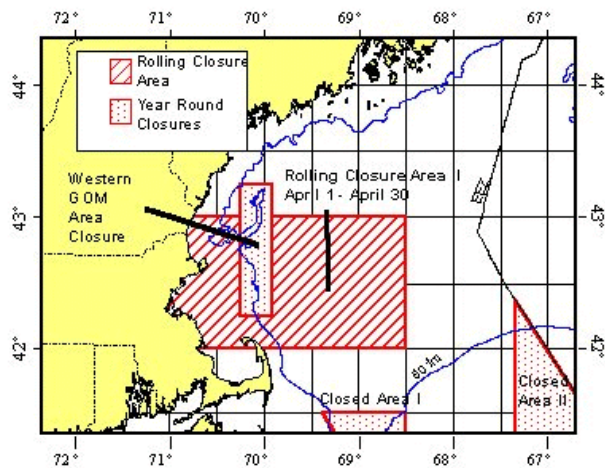 72° 71° 70° 69° 68° 67°
Rolling Closure
Area
Year Round
Closures
44° 44°
Western
GOM
Area
Closure
Rolling Closure Area I
April 1- April 30
43° 43°
42° 42°
60 fm
Closed Area I
Closed
Area II
72° 71° 70° 69° 68° 67°